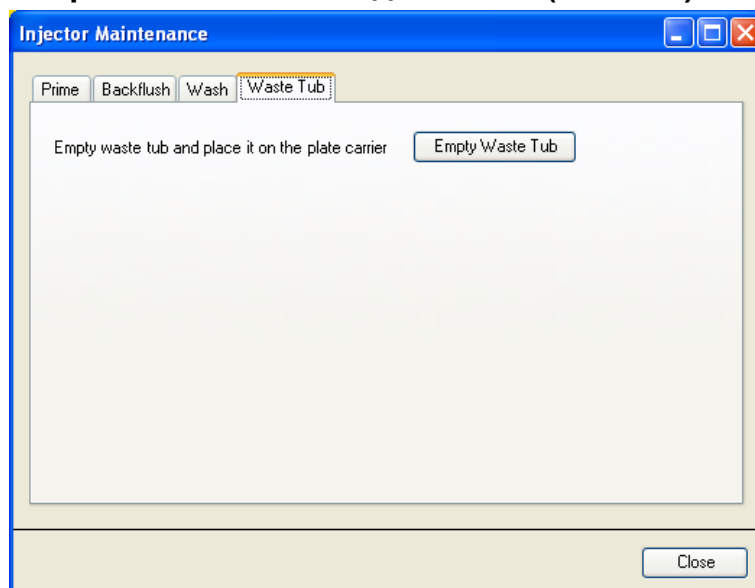 Injector Maintenance
Prime Backflush Wash Waste Tub
Empty waste tub and place it on the plate carrier Empty Waste Tub
Close